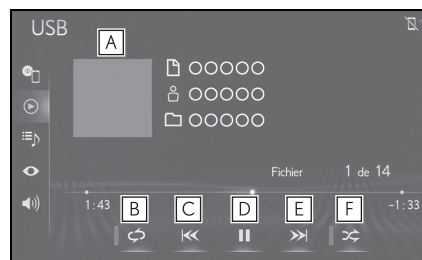 USB
A
OOOOO
OOOOO
OOOOO
Fichier 1 de 14
1:43 -1:33
B C D E F